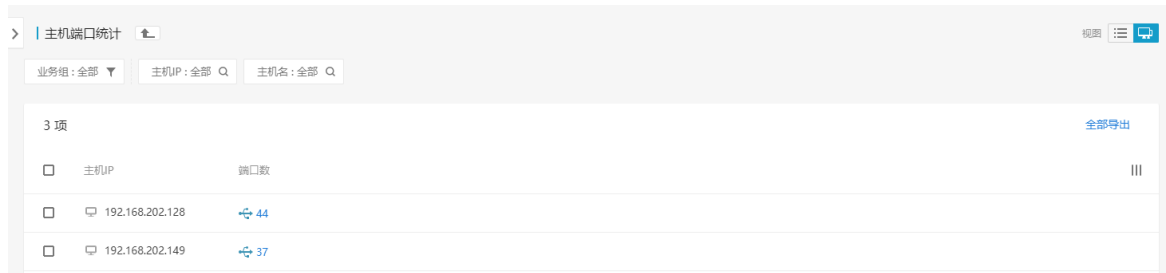 主机端口统计
视图
业务组 : 全部
主机IP : 全部
主机名 : 全部
3 项
全部导出
主机IP
端口数
192.168.202.128
44
192.168.202.149
37